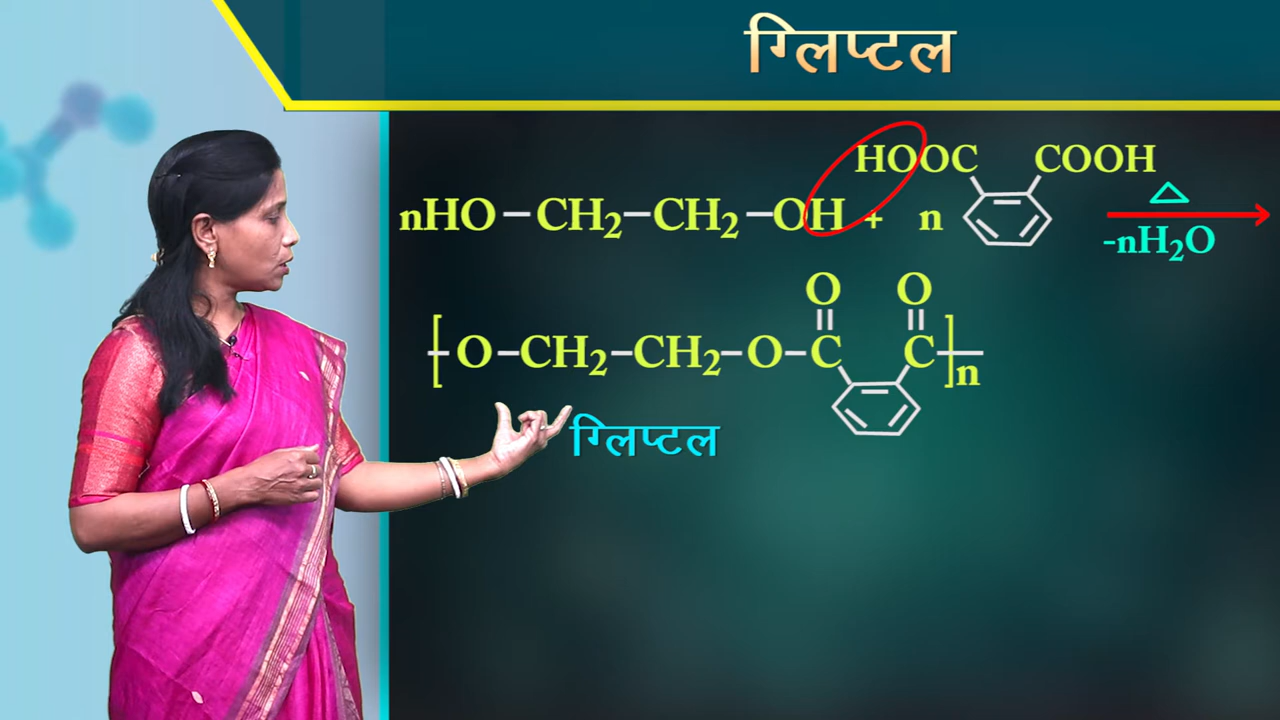 ग्लिप्टल
HOOC COOH
nHO–CH₂–CH₂–OH + n Δ
-nH₂O
O O
[O–CH₂–CH₂–O–C C]n
ग्लिप्टल